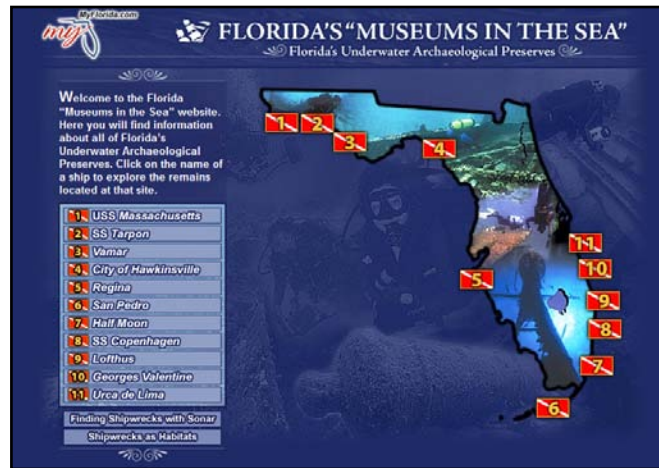 MyFlorida.com
my
FLORIDA'S "MUSEUMS IN THE SEA"
Florida's Underwater Archaeological Preserves
Welcome to the Florida
"Museums in the Sea" website.
Here you will find information
about all of Florida's
Underwater Archaeological
Preserves. Click on the name of
a ship to explore the remains
located at that site.
1 USS Massachusetts
2 SS Tarpon
3 Vamar
4 City of Hawkinsville
5 Regina
6 San Pedro
7 Half Moon
8 SS Copenhagen
9 Lofthus
10 Georges Valentine
11 Urca de Lima
Finding Shipwrecks with Sonar
Shipwrecks as Habitats
1
2
3
4
11
10
5
9
8
7
6